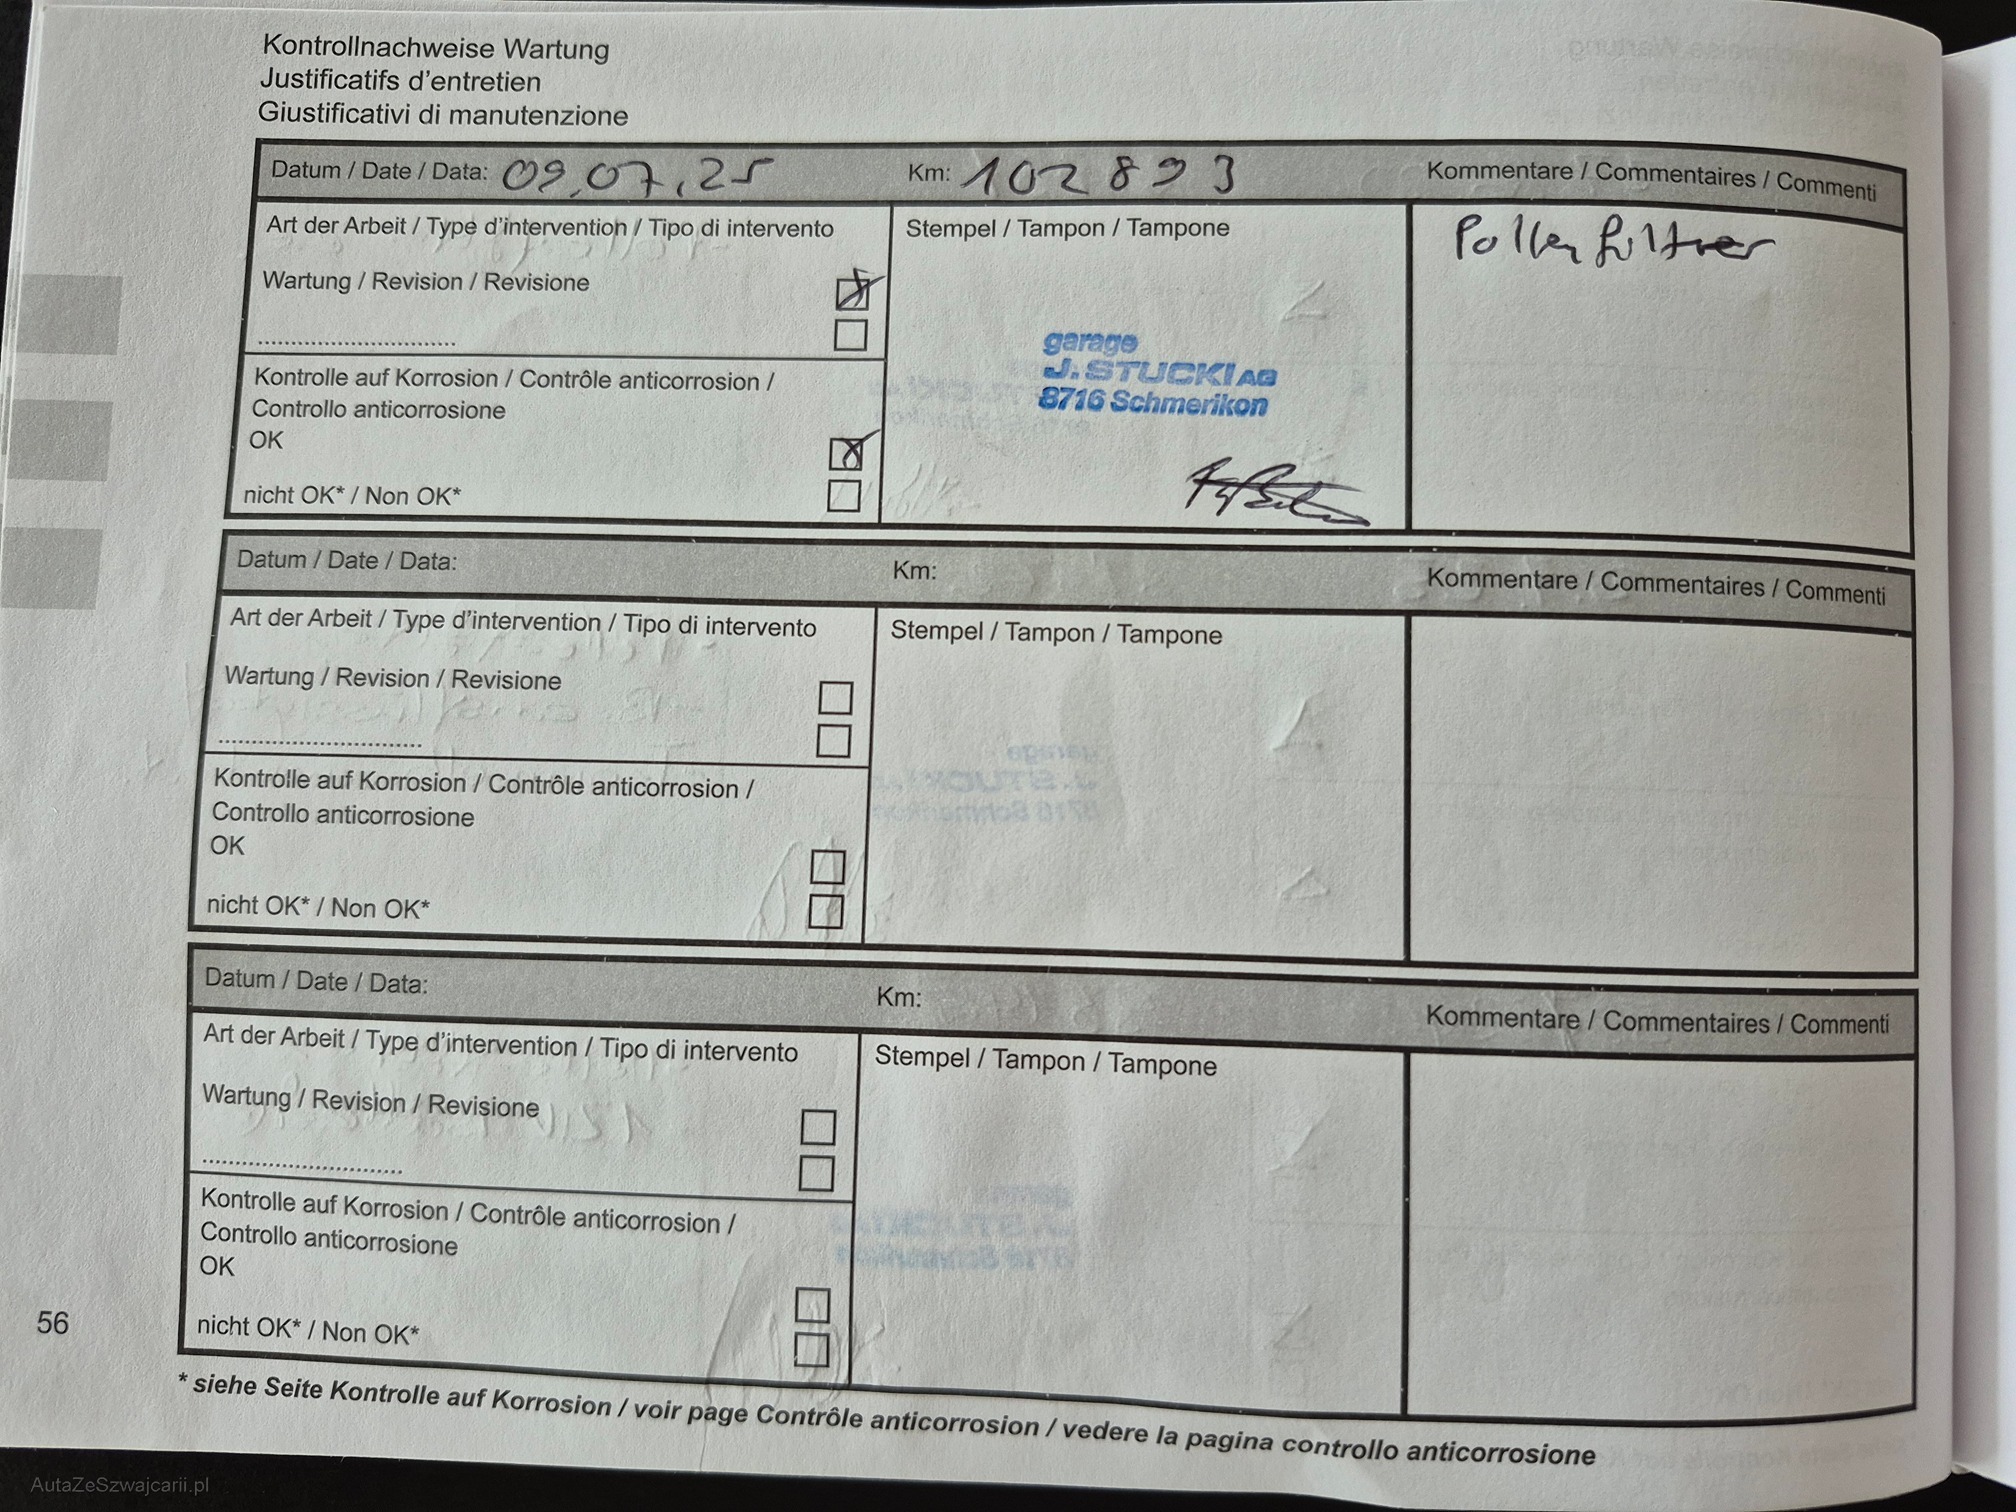 Kontrollnachweise Wartung
Justificatifs d'entretien
Giustificativi di manutenzione
Datum / Date / Data: 09.07.25 Km: 102893 Kommentare / Commentaires / Commenti
Art der Arbeit / Type d'intervention / Tipo di intervento
Stempel / Tampon / Tampone
Pollenfilter
Wartung / Revision / Revisione
..............................
garage
J. STUCKI AG
8716 Schmerikon
Kontrolle auf Korrosion / Contrôle anticorrosion /
Controllo anticorrosione
OK
nicht OK* / Non OK*
Datum / Date / Data: Km: Kommentare / Commentaires / Commenti
Art der Arbeit / Type d'intervention / Tipo di intervento
Stempel / Tampon / Tampone
Wartung / Revision / Revisione
..............................
Kontrolle auf Korrosion / Contrôle anticorrosion /
Controllo anticorrosione
OK
nicht OK* / Non OK*
Datum / Date / Data: Km: Kommentare / Commentaires / Commenti
Art der Arbeit / Type d'intervention / Tipo di intervento
Stempel / Tampon / Tampone
Wartung / Revision / Revisione
..............................
Kontrolle auf Korrosion / Contrôle anticorrosion /
Controllo anticorrosione
OK
nicht OK* / Non OK*
56
* siehe Seite Kontrolle auf Korrosion / voir page Contrôle anticorrosion / vedere la pagina controllo anticorrosione
AutaZeSzwajcarii.pl